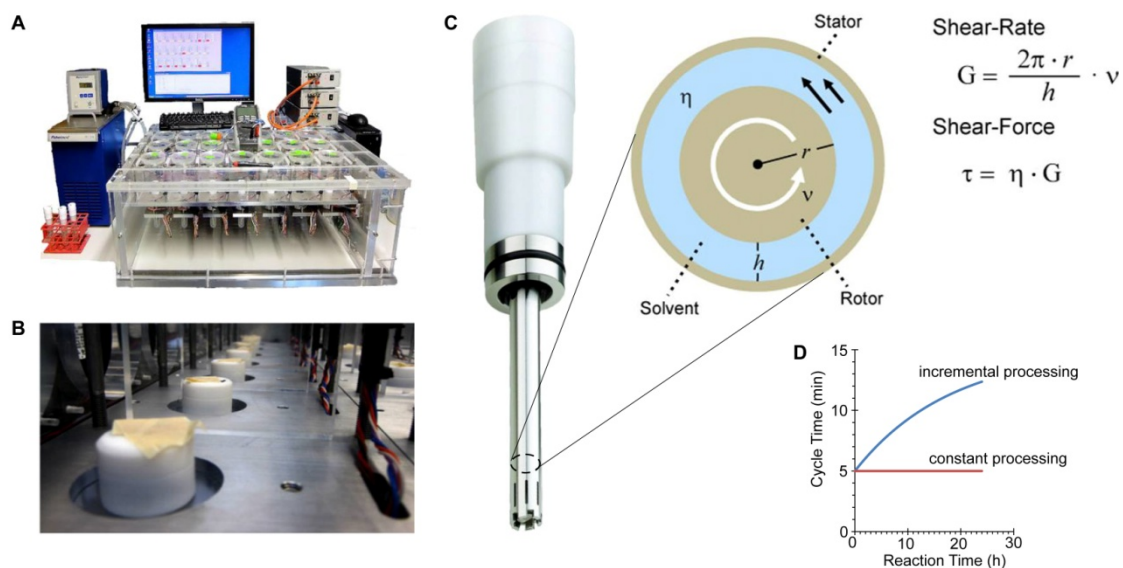 A
B
C
Stator
η
r
ν
h
Solvent
Rotor
Shear-Rate
G = 2π · r / h · ν
Shear-Force
τ = η · G
D
15
10
5
0
Cycle Time (min)
incremental processing
constant processing
0
10
20
30
Reaction Time (h)